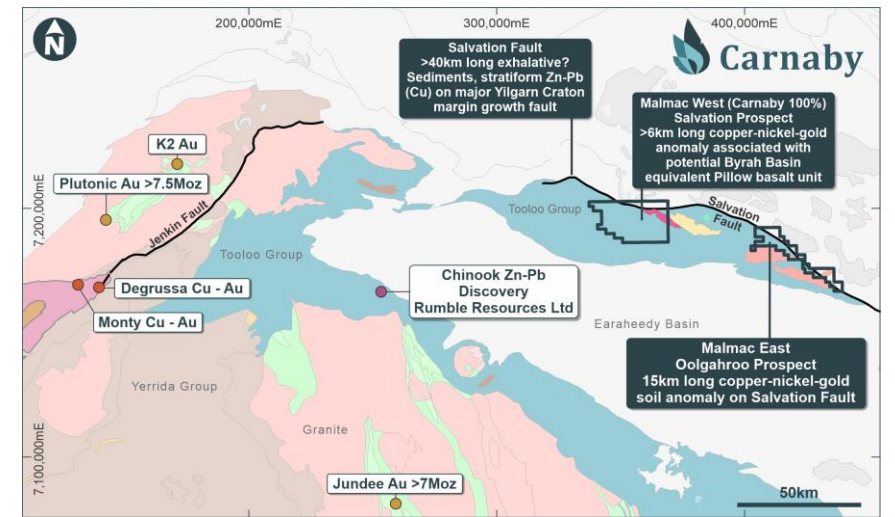 200,000mE
300,000mE
400,000mE
N
Salvation Fault
>40km long exhalative?
Sediments, stratiform Zn-Pb
(Cu) on major Yilgarn Craton
margin growth fault
Carnaby
Malmac West (Carnaby 100%)
Salvation Prospect
>6km long copper-nickel-gold
anomaly associated with
potential Byrah Basin
equivalent Pillow basalt unit
K2 Au
Plutonic Au >7.5Moz
7,200,000mE
Jenkin Fault
Tooloo Group
Tooloo Group
Salvation
Fault
Degrussa Cu - Au
Monty Cu - Au
Chinook Zn-Pb
Discovery
Rumble Resources Ltd
Earaheedy Basin
Malmac East
Oolgahroo Prospect
15km long copper-nickel-gold
soil anomaly on Salvation Fault
Yerrida Group
Granite
7,100,000mE
Jundee Au >7Moz
50km